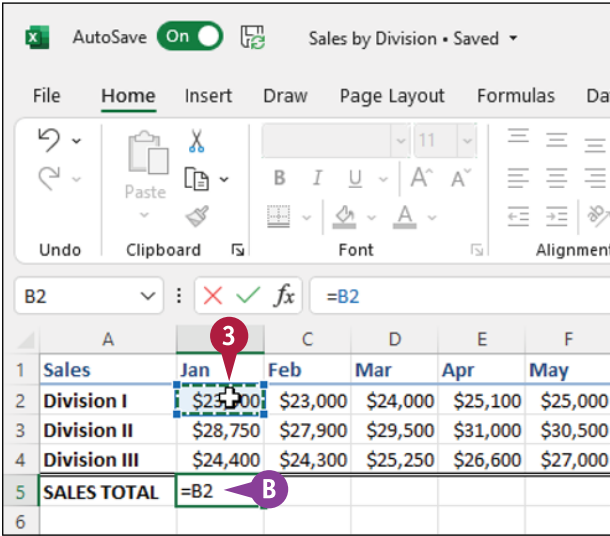 AutoSave On Sales by Division • Saved
File Home Insert Draw Page Layout Formulas Da
11
Paste
B I U A A
A
Undo Clipboard Font Alignment
B2 fx =B2
3
A C D E F
1 Sales Jan Feb Mar Apr May
2 Division I $23,000 $24,000 $25,100 $25,000
3 Division II $28,750 $27,900 $29,500 $31,000 $30,500
4 Division III $24,400 $24,300 $25,250 $26,600 $27,000
5 SALES TOTAL =B2 B
6